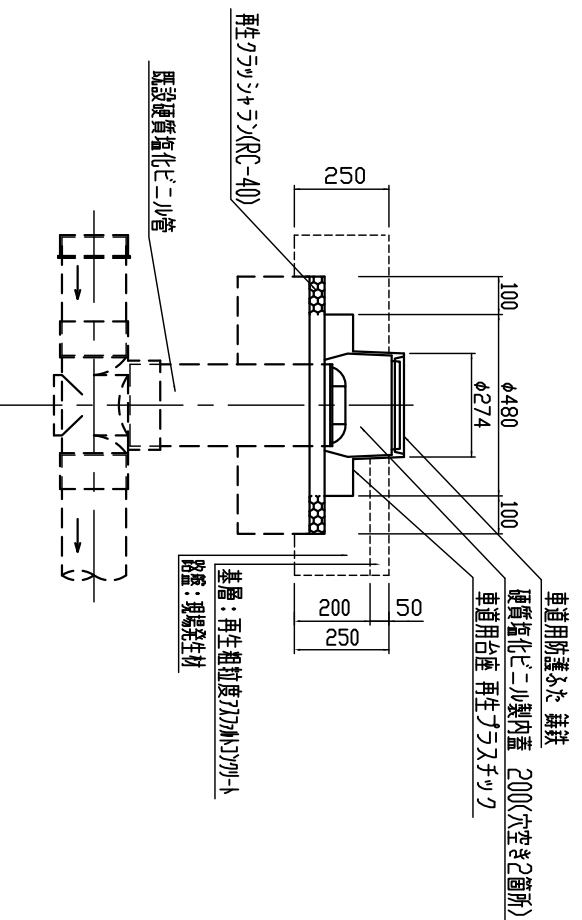 車道用防護ふた 鋳鉄
硬質塩化ビニル製内蓋 200(穴空き2箇所)
車道用台座 再生プラスチック
100
φ480
100
φ274
250
再生クラッシャラン(RC-40)
既設硬質塩化ビニル管
200
50
250
基層：再生粗粒度アスファルトコンクリート
路盤：現場発生材